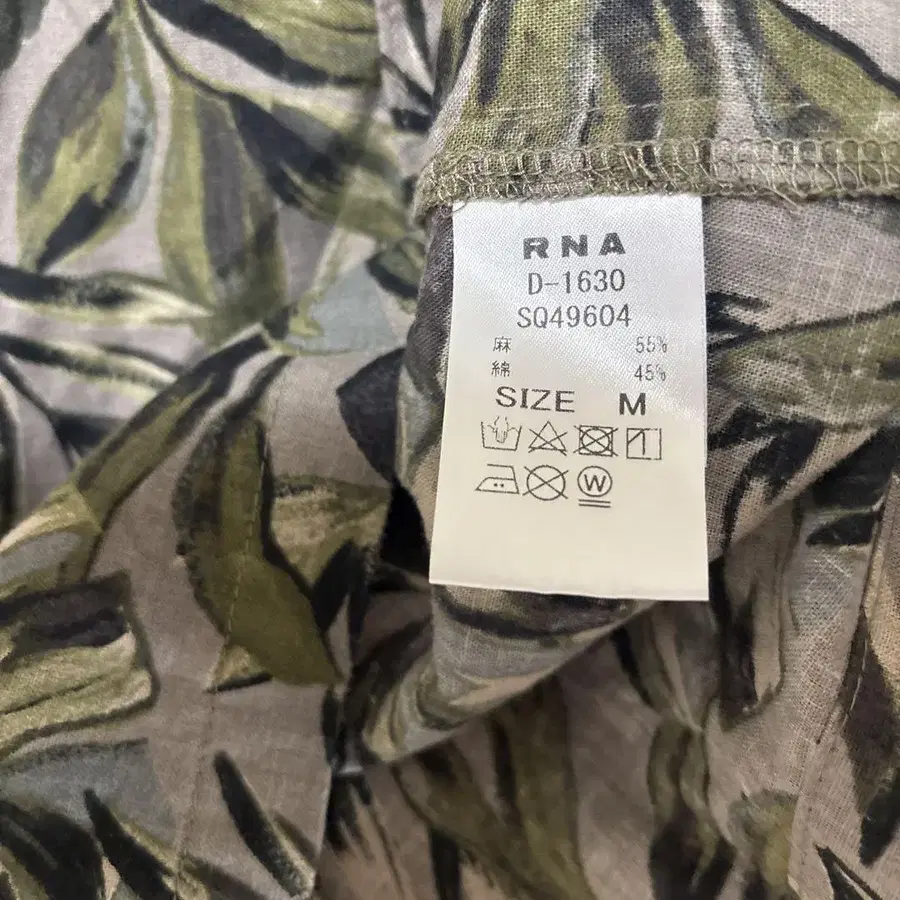 RNA
D-1630
SQ49604
麻 55%
綿 45%
SIZE M
W